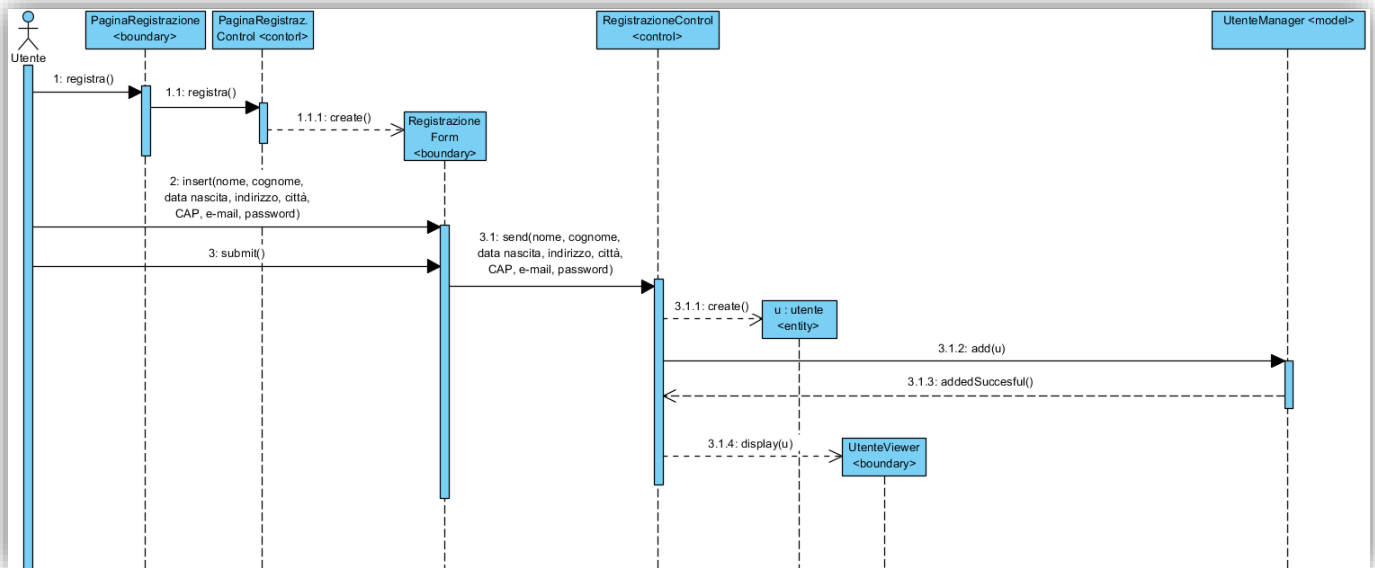 PaginaRegistrazione
<boundary>
PaginaRegistraz.
Control <contorl>
RegistrazioneControl
<control>
UtenteManager <model>
Utente
1: registra()
1.1: registra()
1.1.1: create()
Registrazione
Form
<boundary>
2: insert(nome, cognome,
data nascita, indirizzo, città,
CAP, e-mail, password)
3: submit()
3.1: send(nome, cognome,
data nascita, indirizzo, città,
CAP, e-mail, password)
3.1.1: create()
u : utente
<entity>
3.1.2: add(u)
3.1.3: addedSuccesful()
3.1.4: display(u)
UtenteViewer
<boundary>